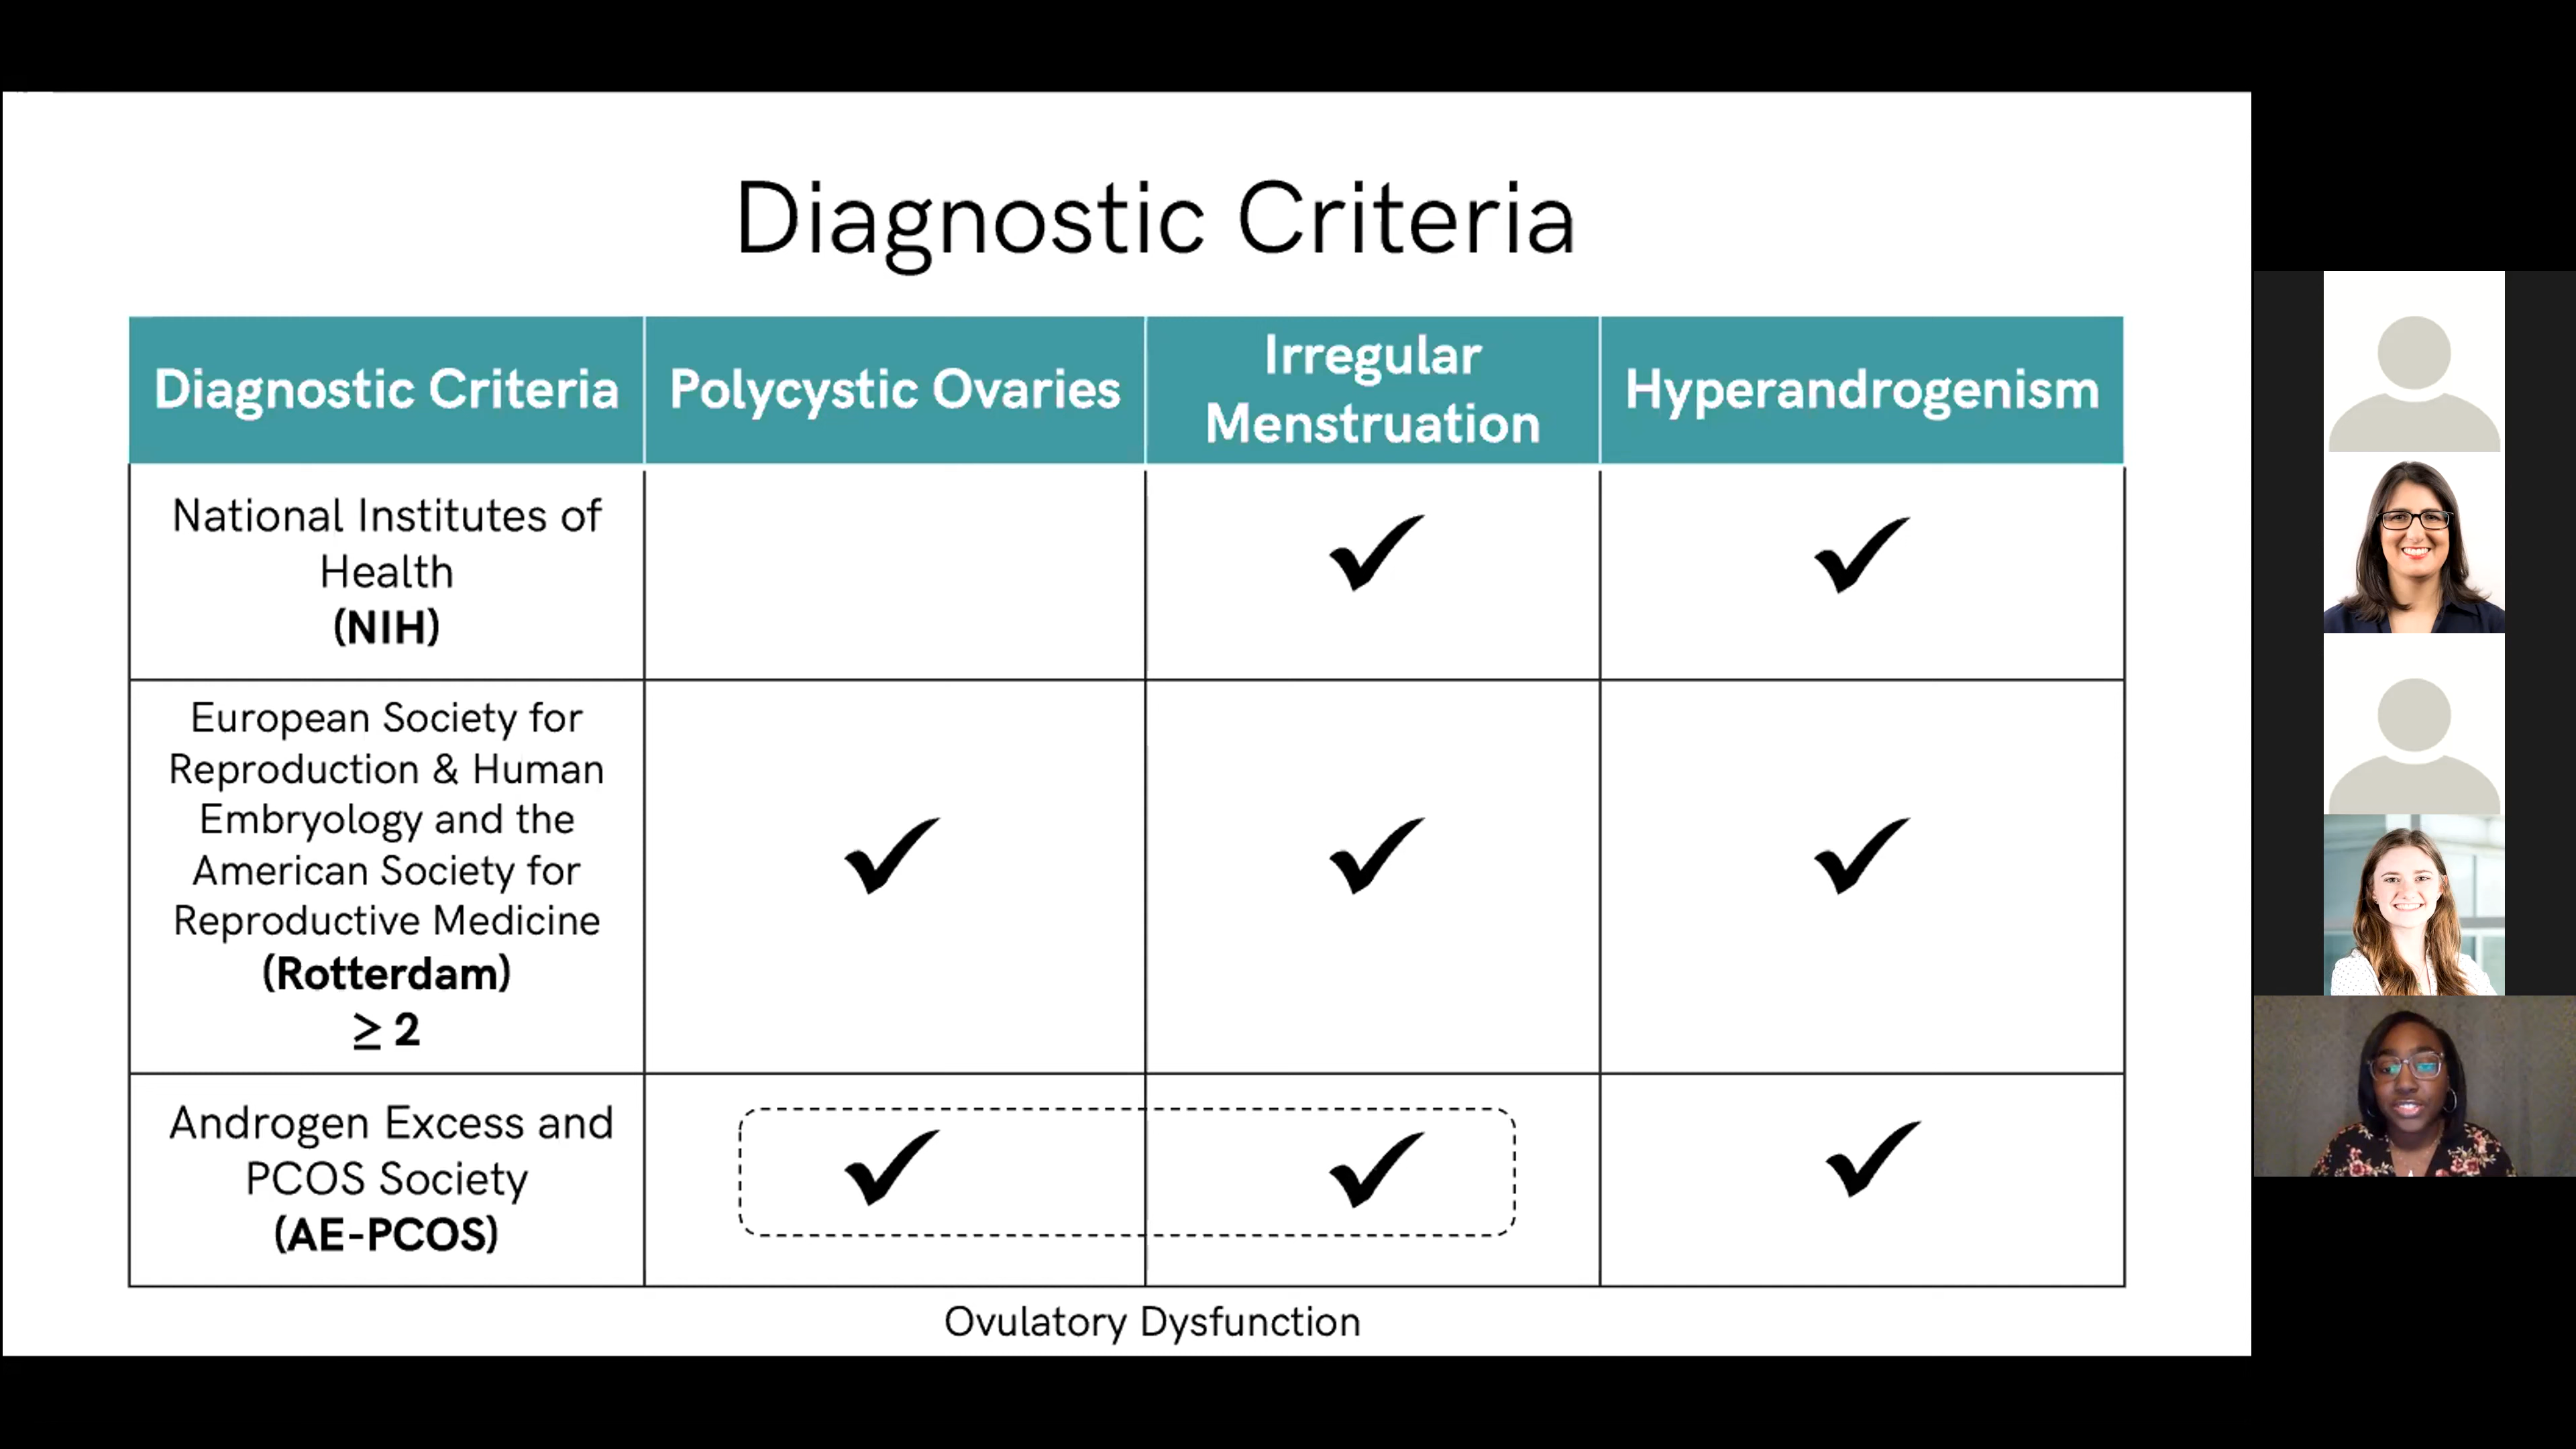 Diagnostic Criteria
Diagnostic Criteria
Polycystic Ovaries
Irregular
Menstruation
Hyperandrogenism
National Institutes of
Health
(NIH)
European Society for
Reproduction & Human
Embryology and the
American Society for
Reproductive Medicine
(Rotterdam)
≥ 2
Androgen Excess and
PCOS Society
(AE-PCOS)
Ovulatory Dysfunction